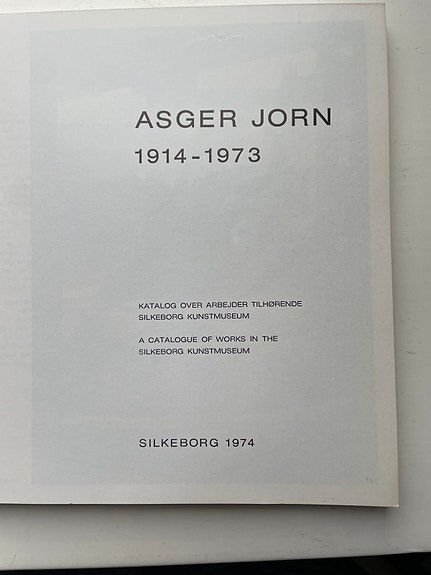 ASGER JORN
1914-1973
KATALOG OVER ARBEJDER TILHØRENDE
SILKEBORG KUNSTMUSEUM
A CATALOGUE OF WORKS IN THE
SILKEBORG KUNSTMUSEUM
SILKEBORG 1974